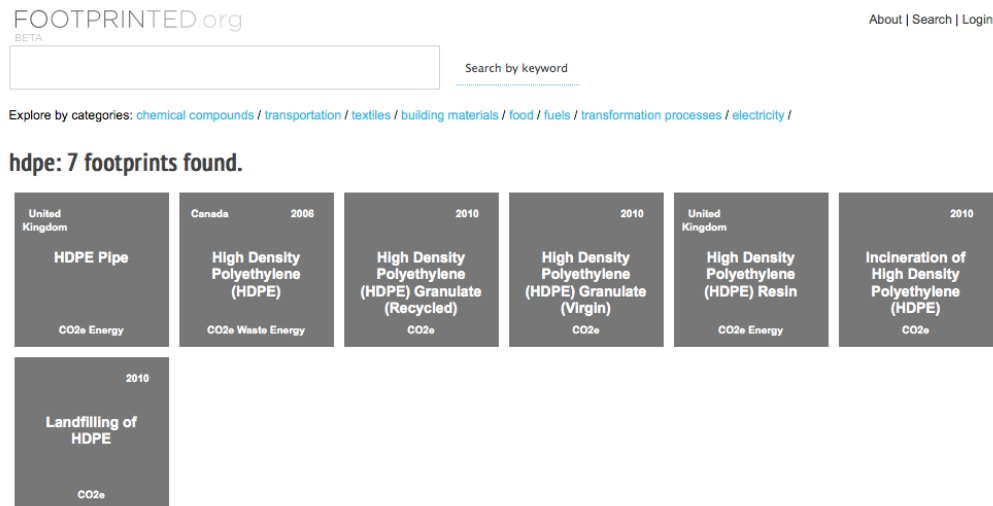 FOOTPRINTED.org
About | Search | Login
BETA
Search by keyword
Explore by categories: chemical compounds / transportation / textiles / building materials / food / fuels / transformation processes / electricity /
hdpe: 7 footprints found.
United
Kingdom
HDPE Pipe
CO2e Energy
Canada 2006
High Density
Polyethylene
(HDPE)
CO2e Waste Energy
2010
High Density
Polyethylene
(HDPE) Granulate
(Recycled)
CO2e
2010
High Density
Polyethylene
(HDPE) Granulate
(Virgin)
CO2e
United
Kingdom
High Density
Polyethylene
(HDPE) Resin
CO2e Energy
2010
Incineration of
High Density
Polyethylene
(HDPE)
CO2e
2010
Landfilling of
HDPE
CO2e